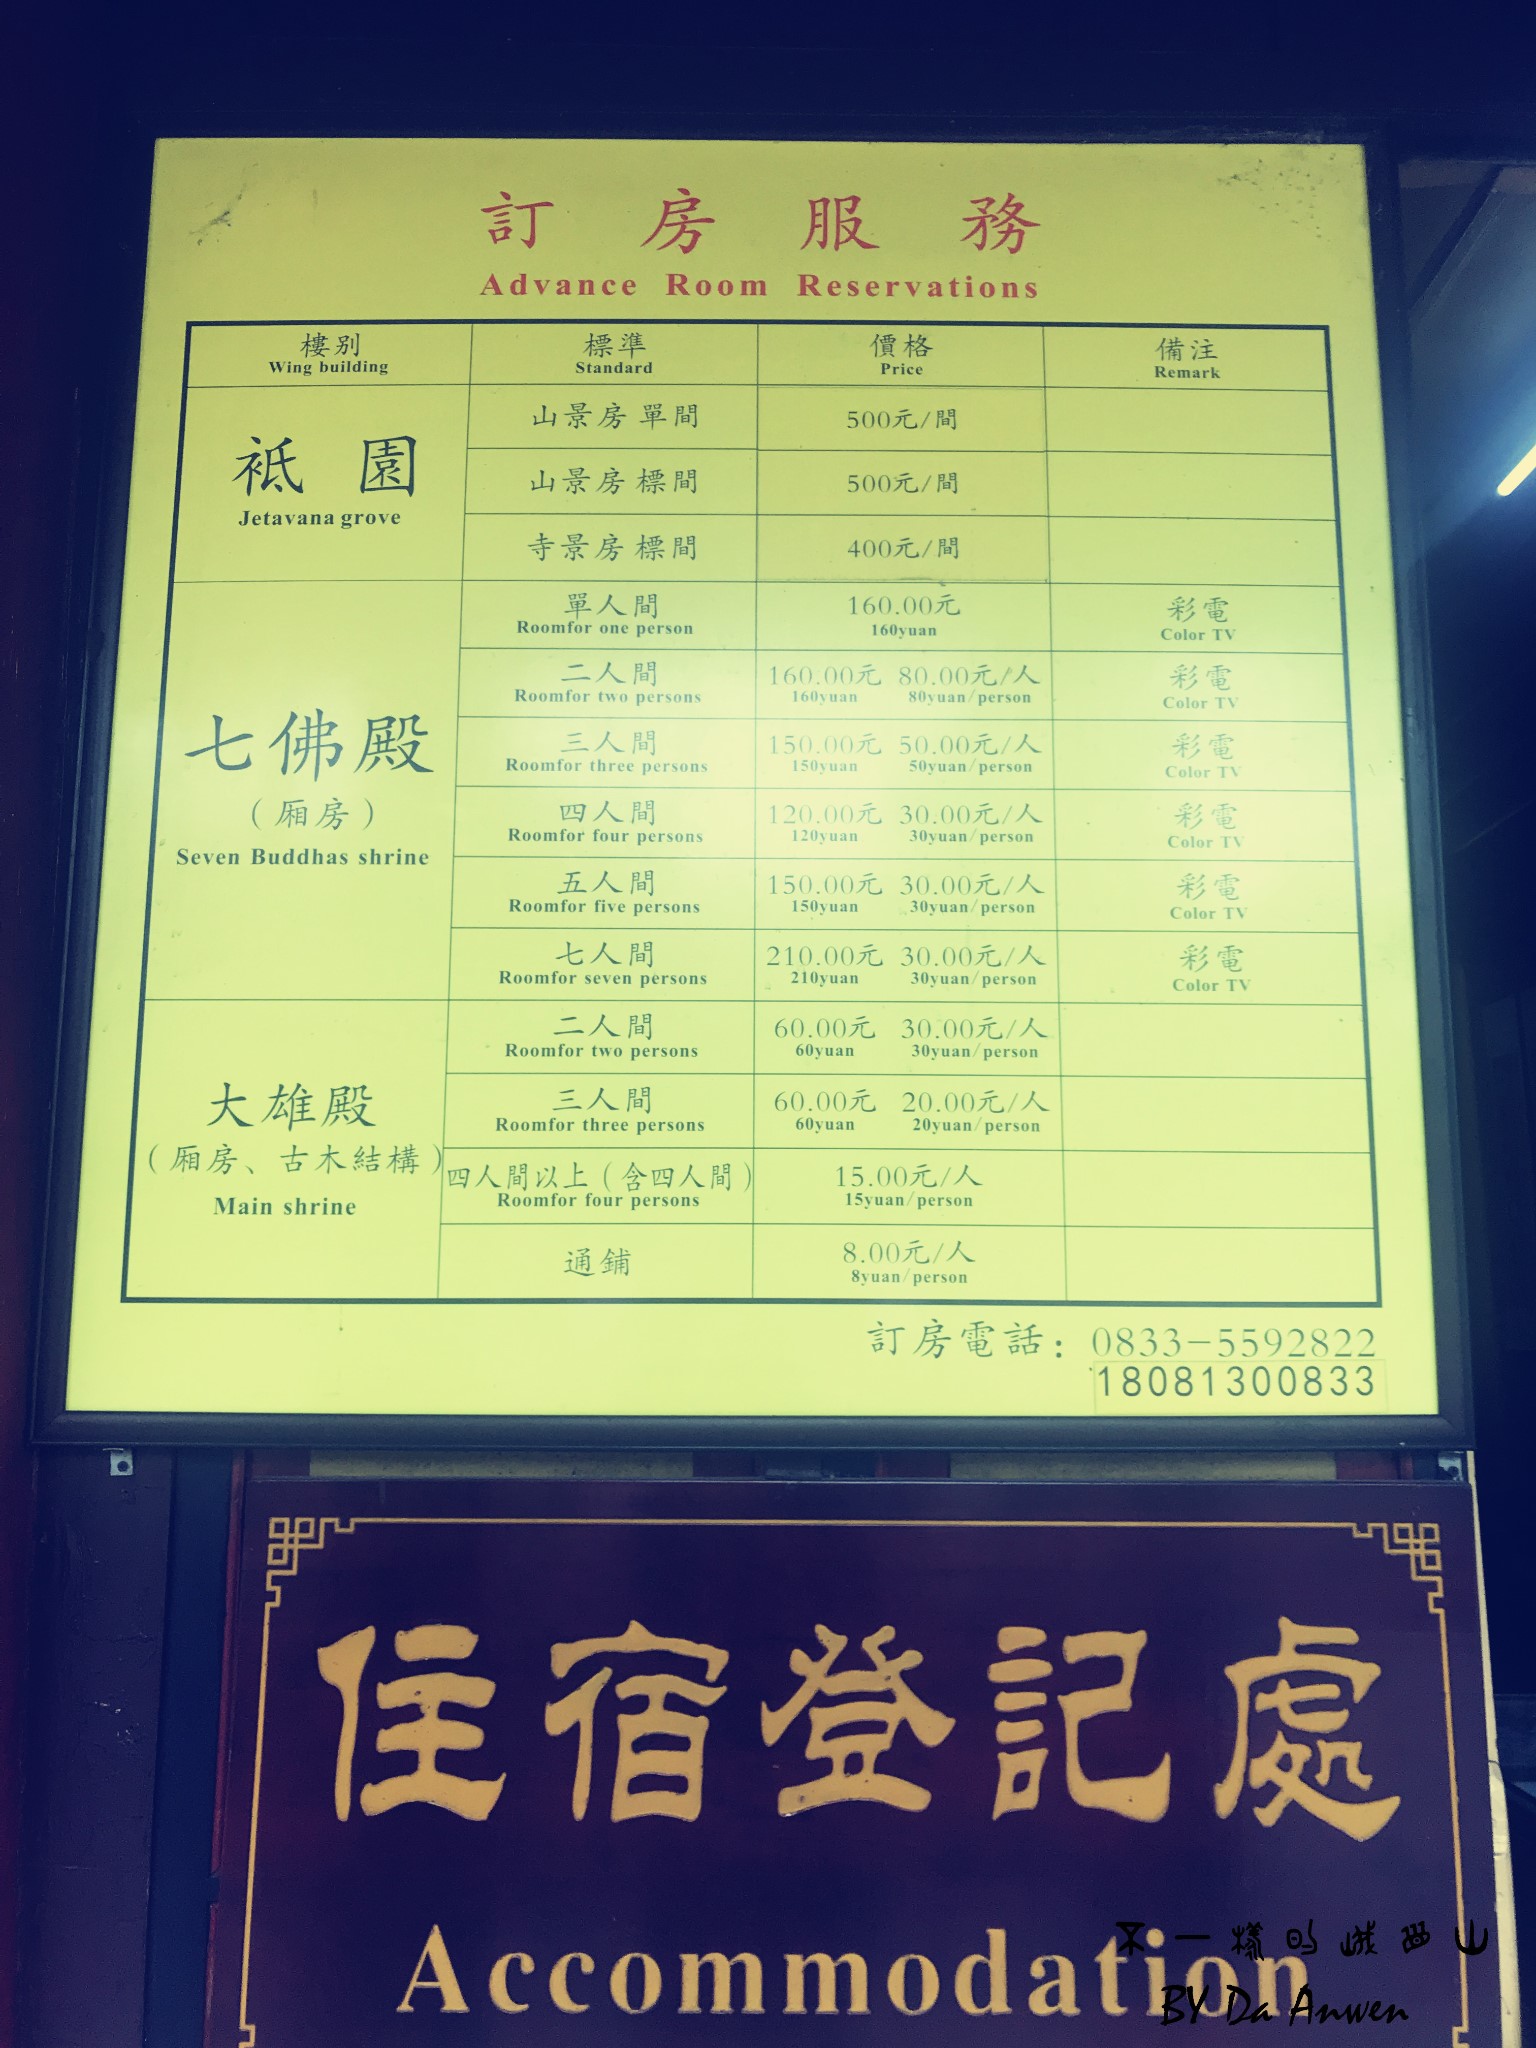 訂房服務
Advance Room Reservations
樓别 標準 價格 備注
Wing building Standard Price Remark
祗園
Jetavana grove
山景房單間 500元/間
山景房標間 500元/間
寺景房標間 400元/間
七佛殿
（厢房）
Seven Buddhas shrine
單人間 160.00元 彩電
Roomfor one person 160yuan Color TV
二人間 160.00元 80.00元/人 彩電
Roomfor two persons 160yuan 80yuan/person Color TV
三人間 150.00元 50.00元/人 彩電
Roomfor three persons 150yuan 50yuan/person Color TV
四人間 120.00元 30.00元/人 彩電
Roomfor four persons 120yuan 30yuan/person Color TV
五人間 150.00元 30.00元/人 彩電
Roomfor five persons 150yuan 30yuan/person Color TV
七人間 210.00元 30.00元/人 彩電
Roomfor seven persons 210yuan 30yuan/person Color TV
大雄殿
（厢房、古木結構）
Main shrine
二人間 60.00元 30.00元/人
Roomfor two persons 60yuan 30yuan/person
三人間 60.00元 20.00元/人
Roomfor three persons 60yuan 20yuan/person
四人間以上（含四人間） 15.00元/人
Roomfor four persons 15yuan/person
通鋪 8.00元/人
8yuan/person
訂房電話：0833-5592822
18081300833
住宿登記處
Accommodation
不一樣的峨眉山
BY Da Anwen